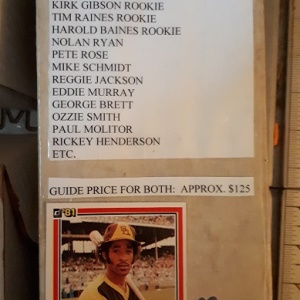 KIRK GIBSON ROOKIE
TIM RAINES ROOKIE
HAROLD BAINES ROOKIE
NOLAN RYAN
PETE ROSE
MIKE SCHMIDT
REGGIE JACKSON
EDDIE MURRAY
GEORGE BRETT
OZZIE SMITH
PAUL MOLITOR
RICKEY HENDERSON
ETC.
GUIDE PRICE FOR BOTH: APPROX. $125
'81